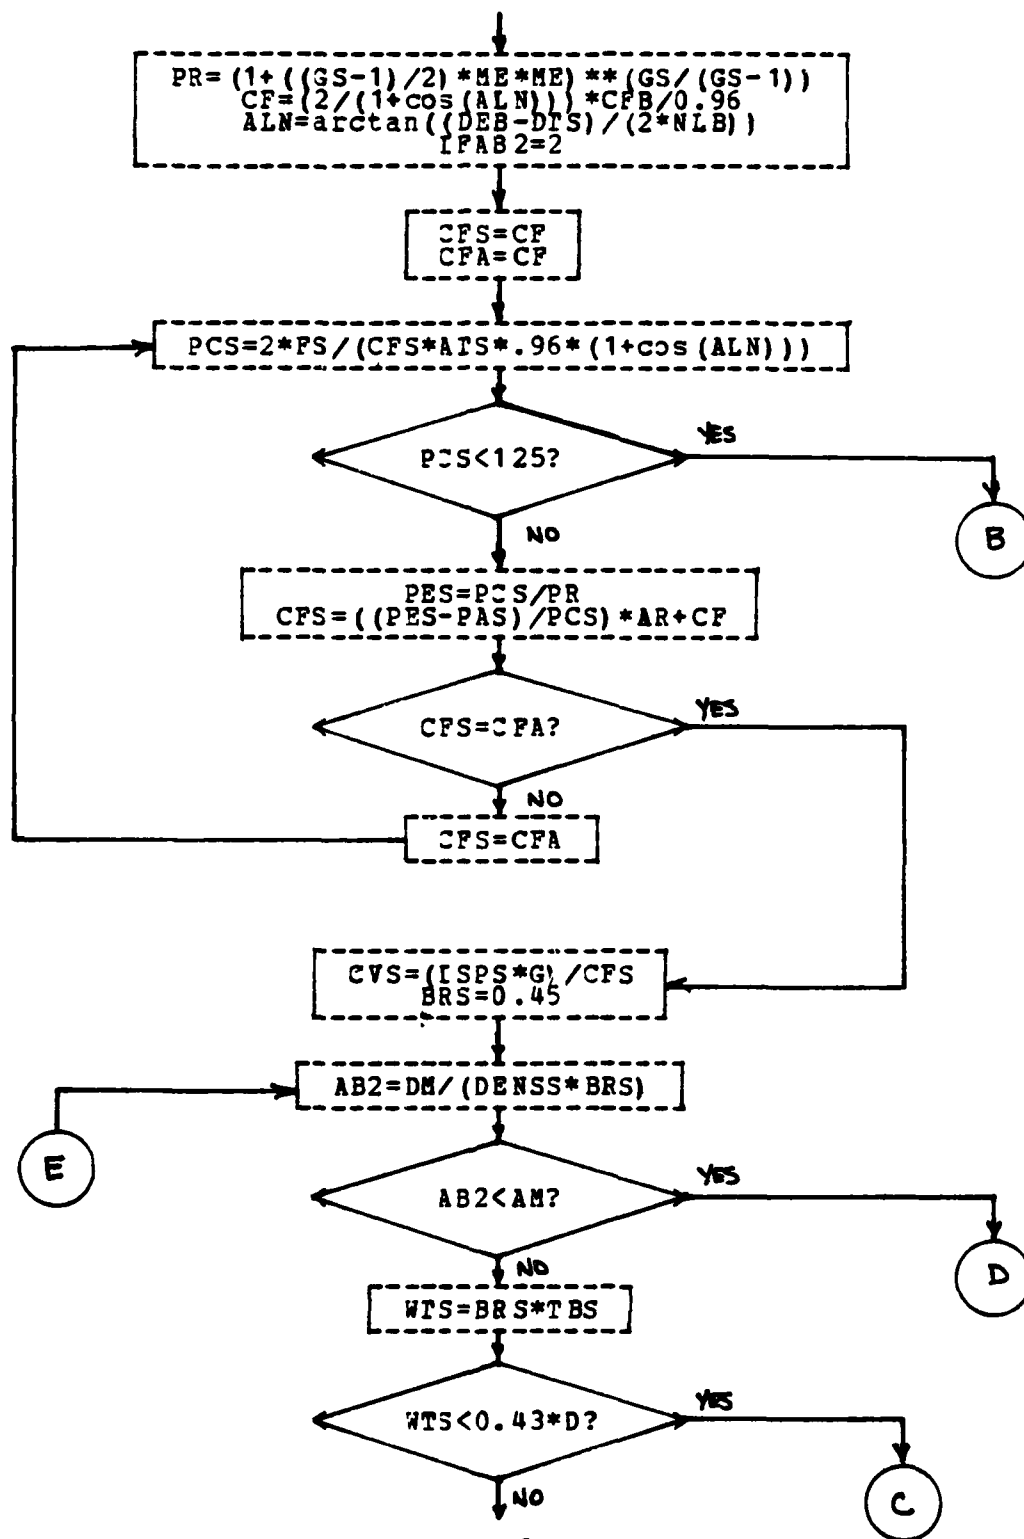 PR=(1+((GS-1)/2)*ME*ME)**(GS/(GS-1))
CF=(2/(1+cos(ALN)))*CFB/0.96
ALN=arctan((DEB-DTS)/(2*NLB))
IFAB2=2
CFS=CF
CFA=CF
PCS=2*FS/(CFS*ATS*.96*(1+cos(ALN)))
PCS<125?
YES
B
NO
PES=PCS/PR
CFS=((PES-PAS)/PCS)*AR+CF
CFS=CFA?
YES
NO
CFS=CFA
CVS=(ISPS*G)/CFS
BRS=0.45
AB2=DM/(DENSS*BRS)
E
AB2<AM?
YES
D
NO
WTS=BRS*TBS
WTS<0.43*D?
YES
C
NO